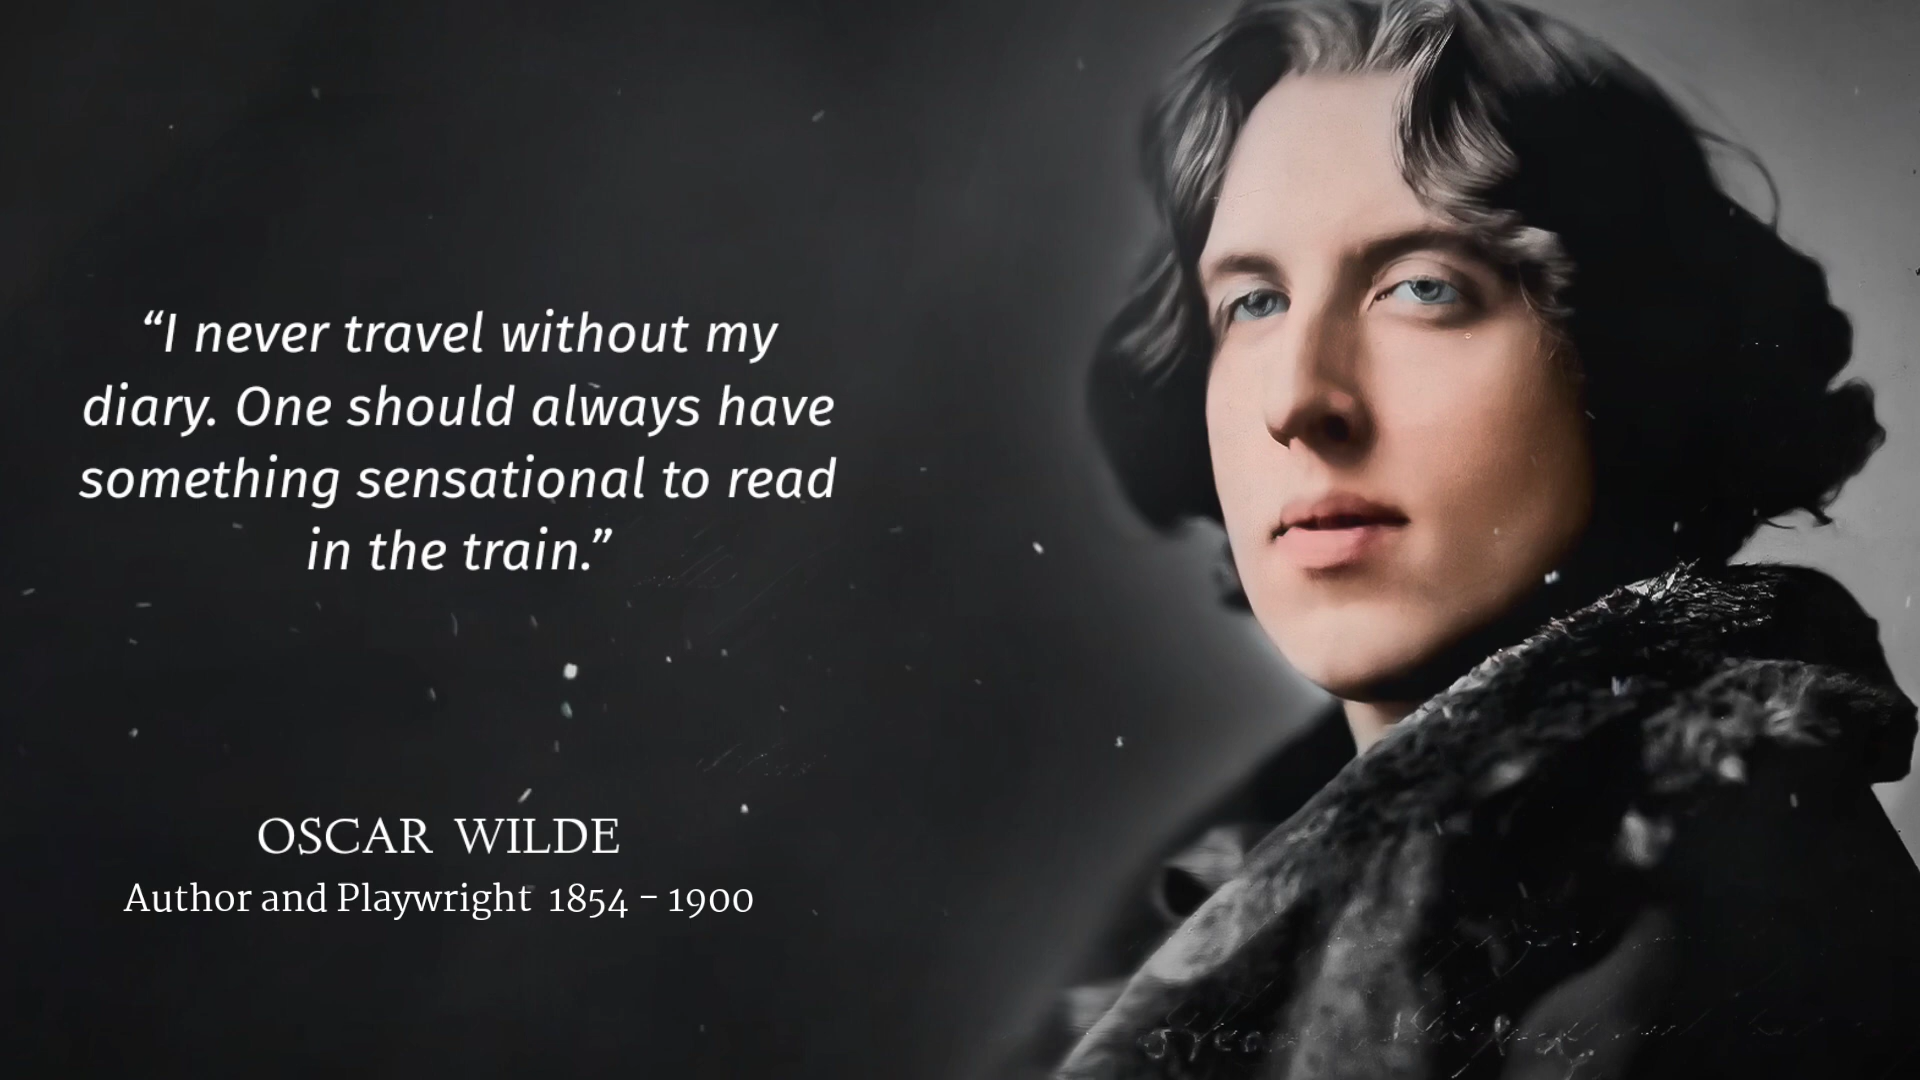 “I never travel without my
diary. One should always have
something sensational to read
in the train.”
OSCAR WILDE
Author and Playwright 1854 - 1900